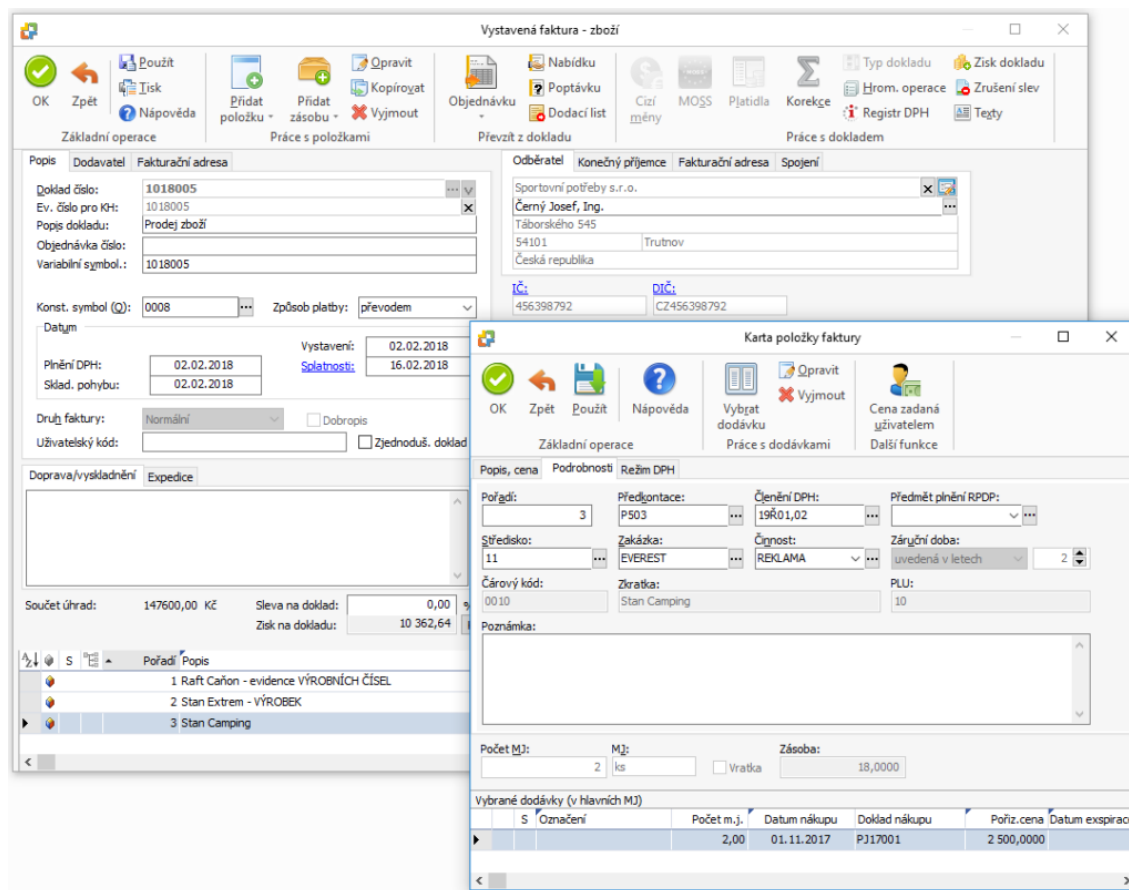 Vystavená faktura - zboží
OK
Zpět
Použít
Tisk
Nápověda
Základní operace
Přidat položku
Přidat zásobu
Opravit
Kopírovat
Vyjmout
Práce s položkami
Objednávku
Nabídku
Poptávku
Dodací list
Převzít z dokladu
Cizí měny
MOSS
Platidla
Korekce
Typ dokladu
Hrom. operace
Registr DPH
Zisk dokladu
Zrušení slev
Texty
Práce s dokladem
Popis Dodavatel Fakturační adresa
Doklad číslo: 1018005
Ev. číslo pro KH: 1018005
Popis dokladu: Prodej zboží
Objednávka číslo:
Variabilní symbol.: 1018005
Konst. symbol (Q): 0008 Způsob platby: převodem
Datum
Vystavení: 02.02.2018
Plnění DPH: 02.02.2018 Splatnosti: 16.02.2018
Sklad. pohybu: 02.02.2018
Druh faktury: Normální Dobropis
Uživatelský kód: Zjednoduš. doklad
Doprava/vyskladnění Expedice
Součet úhrad: 147600,00 Kč Sleva na doklad: 0,00
Zisk na dokladu: 10 362,64
S Pořadí Popis
1 Raft Caňon - evidence VÝROBNÍCH ČÍSEL
2 Stan Extrem - VÝROBEK
3 Stan Camping
Odběratel Konečný příjemce Fakturační adresa Spojení
Sportovní potřeby s.r.o.
Černý Josef, Ing.
Táborského 545
54101 Trutnov
Česká republika
IČ: DIČ:
456398792 CZ456398792
Karta položky faktury
OK
Zpět
Použít
Nápověda
Základní operace
Vybrat dodávku
Opravit
Vyjmout
Práce s dodávkami
Cena zadaná uživatelem
Další funkce
Popis, cena Podrobnosti Režim DPH
Pořadí: Předkontace: Členění DPH: Předmět plnění RPDP:
3 P503 19Ř01,02
Středisko: Zakázka: Činnost: Záruční doba:
11 EVEREST REKLAMA uvedená v letech 2
Čárový kód: Zkratka: PLU:
0010 Stan Camping 10
Poznámka:
Počet MJ: MJ: Zásoba:
2 ks Vratka 18,0000
Vybrané dodávky (v hlavních MJ)
S Označení Počet m.j. Datum nákupu Doklad nákupu Poříz.cena Datum exspirac
2,00 01.11.2017 PJ17001 2 500,0000